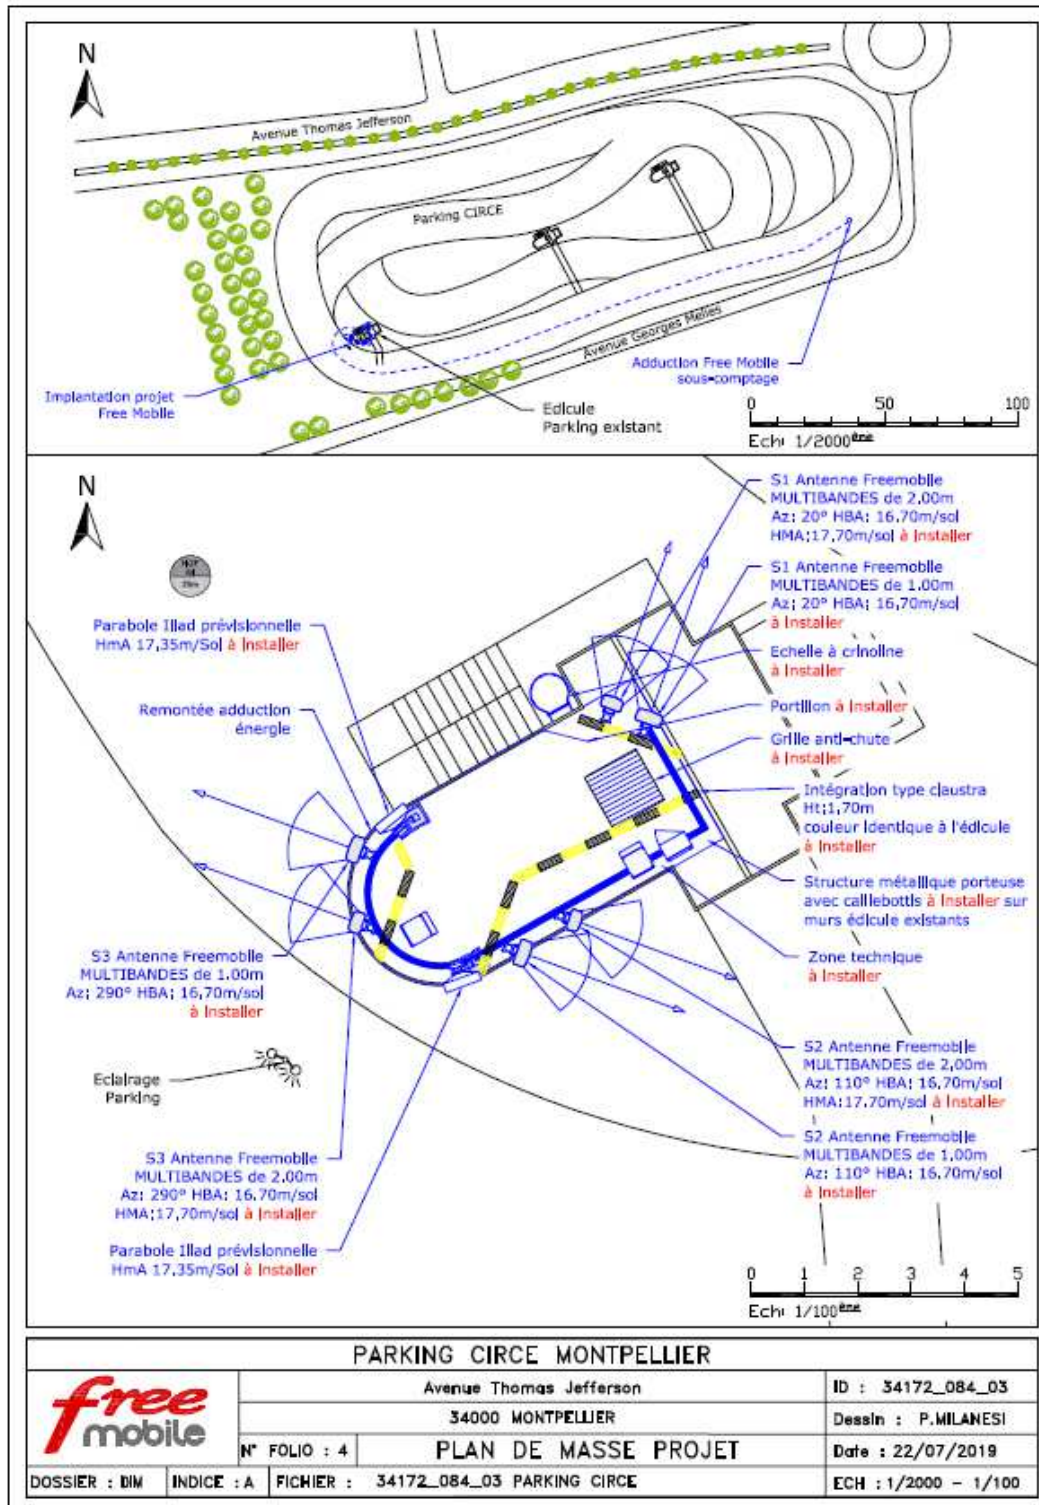 N
Avenue Thomas Jefferson
Parking CIRCE
Avenue Georges Melies
Implantation projet
Free Mobile
Edicule
Parking existant
Adduction Free Mobile
sous-comptage
0 50 100
Ech: 1/2000ème
N
S1 Antenne Freemobile
MULTIBANDES de 2.00m
Az: 20° HBA: 16.70m/sol
HMA:17.70m/sol à installer
S1 Antenne Freemobile
MULTIBANDES de 1.00m
Az: 20° HBA: 16.70m/sol
à installer
Echelle à crinoline
à installer
Portillon à installer
Grille anti-chute
à installer
Intégration type claustra
Ht:1,70m
couleur identique à l'édicule
à installer
Structure métallique porteuse
avec caillebotis à installer sur
murs édicule existants
Zone technique
à installer
S2 Antenne Freemobile
MULTIBANDES de 2,00m
Az: 110° HBA: 16.70m/sol
HMA:17.70m/sol à installer
S2 Antenne Freemobile
MULTIBANDES de 1.00m
Az: 110° HBA: 16.70m/sol
à installer
Parabole Iliad prévisionnelle
HmA 17,35m/Sol à installer
Remontée adduction
énergie
S3 Antenne Freemobile
MULTIBANDES de 1.00m
Az: 290° HBA: 16,70m/sol
à installer
Eclairage
Parking
S3 Antenne Freemobile
MULTIBANDES de 2.00m
Az: 290° HBA: 16.70m/sol
HMA:17,70m/sol à installer
Parabole Iliad prévisionnelle
HmA 17.35m/Sol à installer
0 1 2 3 4 5
Ech: 1/100ème
PARKING CIRCE MONTPELLIER
free
mobile
Avenue Thomas Jefferson
34000 MONTPELLIER
N° FOLIO : 4
PLAN DE MASSE PROJET
ID : 34172_084_03
Dessin : P.MILANESI
Date : 22/07/2019
DOSSIER : DIM
INDICE : A
FICHIER : 34172_084_03 PARKING CIRCE
ECH : 1/2000 - 1/100